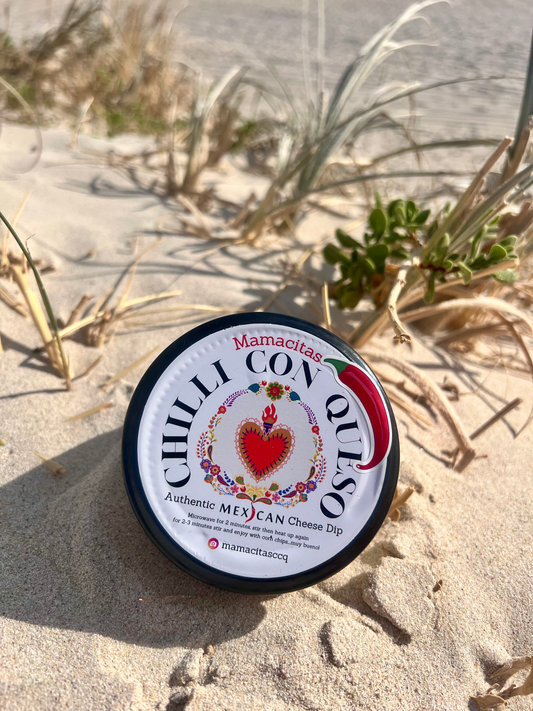 Mamacitas
CHILLI CON QUESO
Authentic MEXICAN Cheese Dip
Microwave for 2 minutes, stir then heat up again
for 2-3 minutes stir and enjoy with corn chips...muy bueno!
mamacitasccq